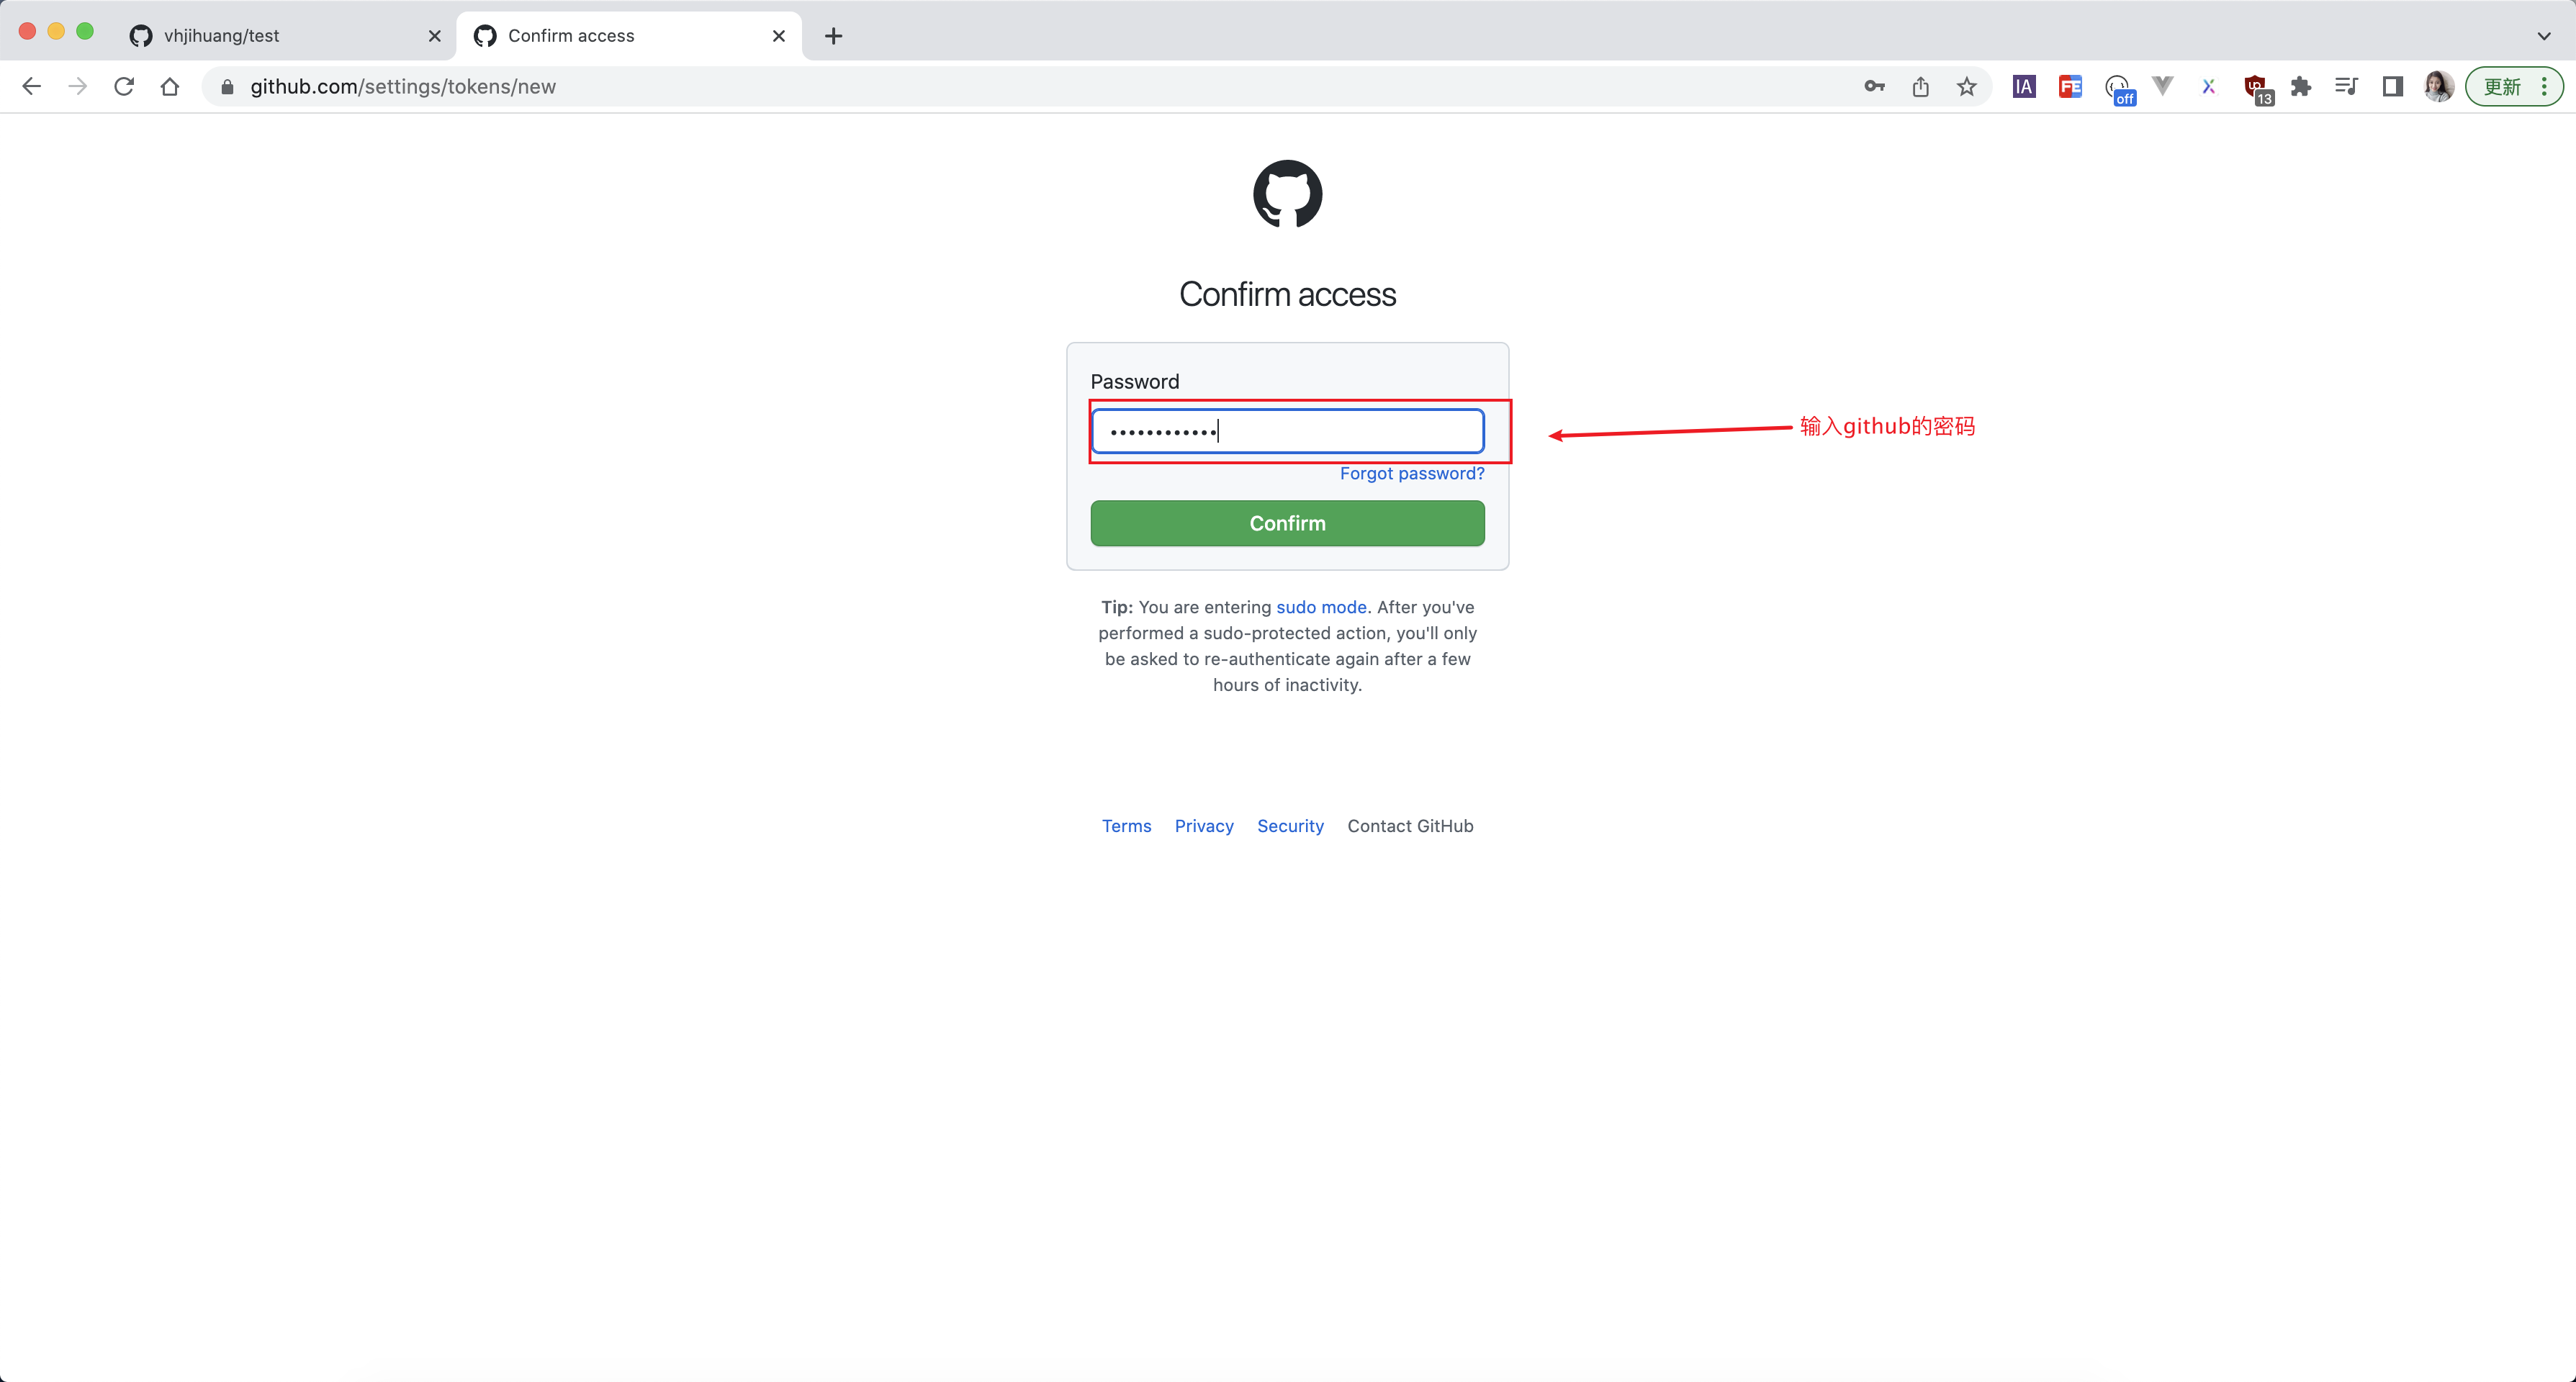 vhjihuang/test
Confirm access
github.com/settings/tokens/new
IA
FE
off
13
更新
Confirm access
Password
输入github的密码
Forgot password?
Confirm
Tip: You are entering sudo mode. After you've
performed a sudo-protected action, you'll only
be asked to re-authenticate again after a few
hours of inactivity.
Terms Privacy Security Contact GitHub